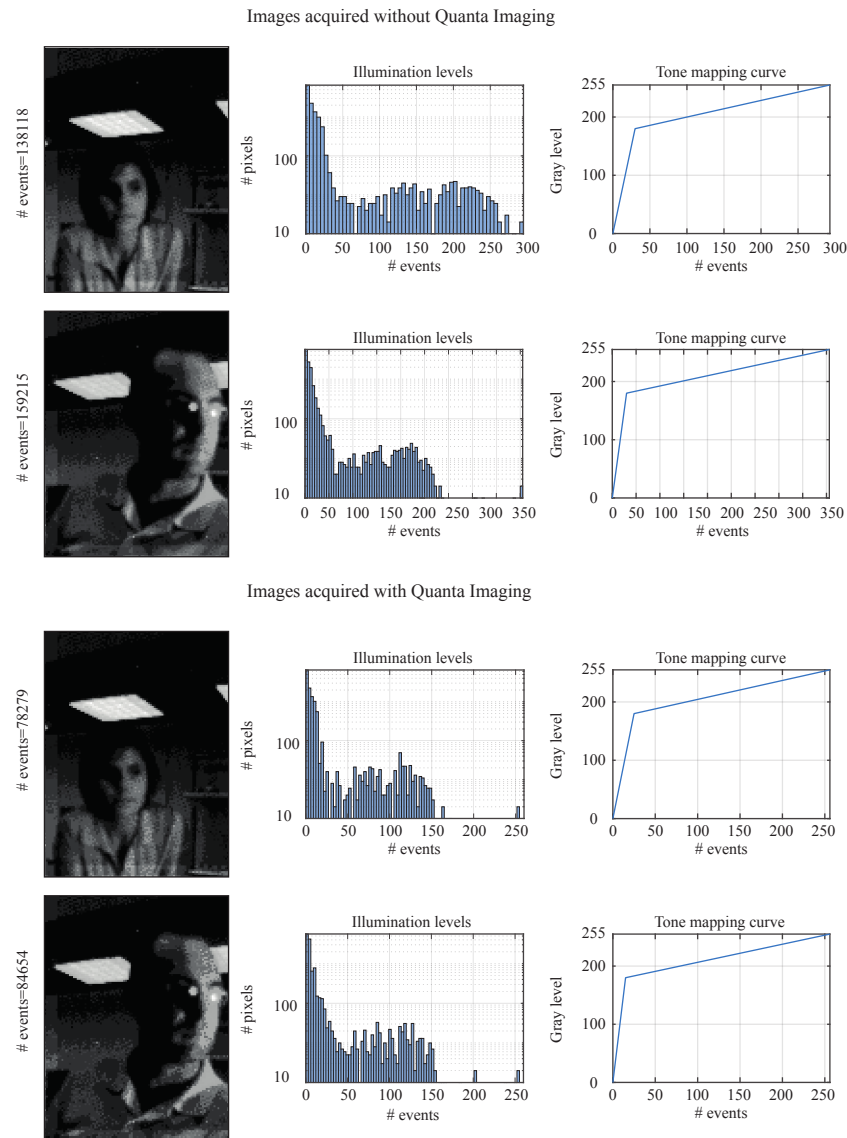 Images acquired without Quanta Imaging
# events=138118
Illumination levels
# pixels
100
10
0 50 100 150 200 250 300
# events
Tone mapping curve
Gray level
255
200
100
0
0 50 100 150 200 250 300
# events
# events=159215
Illumination levels
# pixels
100
10
0 50 100 150 200 250 300 350
# events
Tone mapping curve
Gray level
255
200
100
0
0 50 100 150 200 250 300 350
# events
Images acquired with Quanta Imaging
# events=78279
Illumination levels
# pixels
100
10
0 50 100 150 200 250
# events
Tone mapping curve
Gray level
255
200
100
0
0 50 100 150 200 250
# events
# events=84654
Illumination levels
# pixels
100
10
0 50 100 150 200 250
# events
Tone mapping curve
Gray level
255
200
100
0
0 50 100 150 200 250
# events